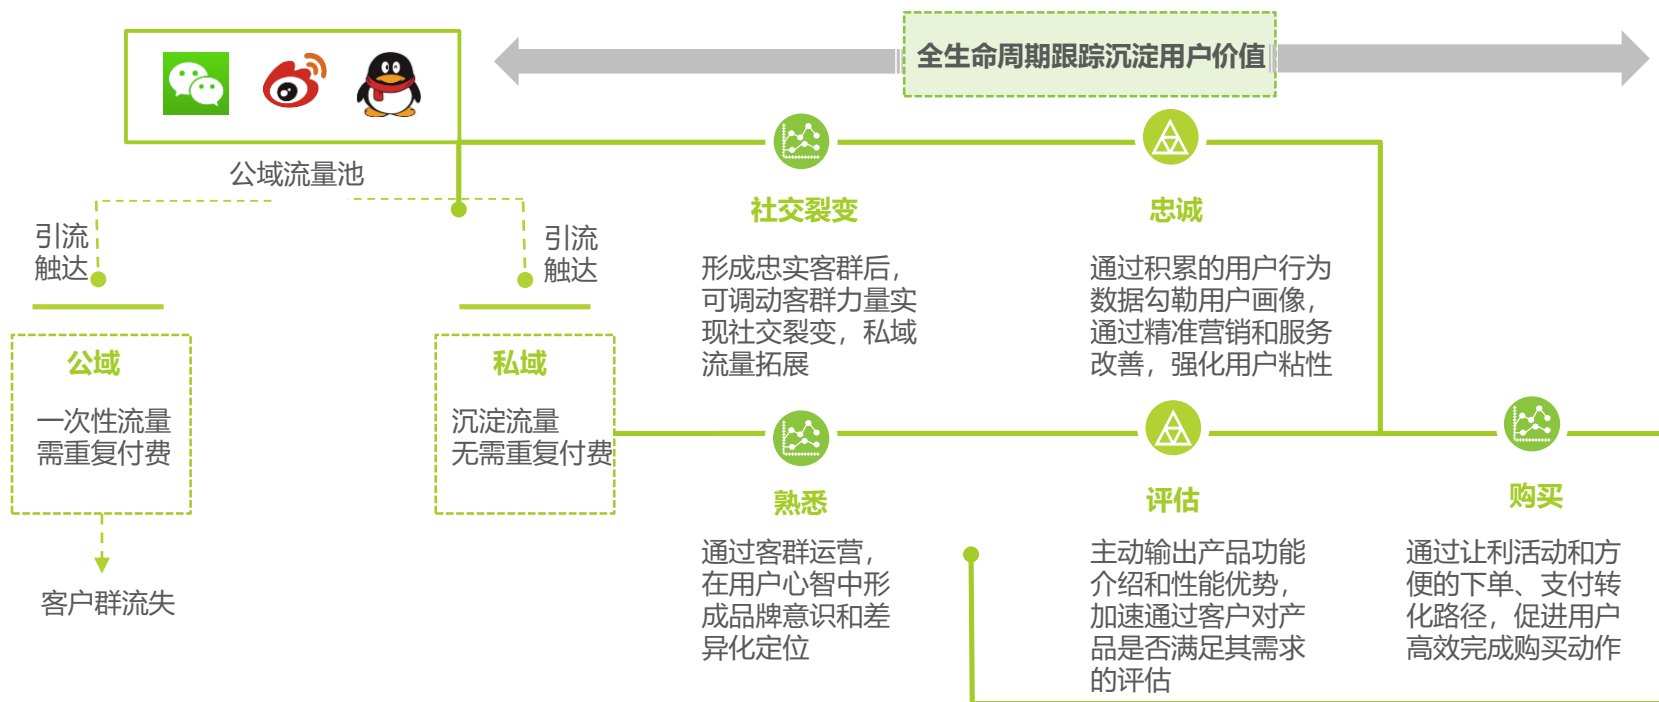 全生命周期跟踪沉淀用户价值
公域流量池
引流
触达
引流
触达
公域
一次性流量
需重复付费
客户群流失
私域
沉淀流量
无需重复付费
社交裂变
形成忠实客群后，
可调动客群力量实
现社交裂变，私域
流量拓展
忠诚
通过积累的用户行为
数据勾勒用户画像，
通过精准营销和服务
改善，强化用户粘性
熟悉
通过客群运营，
在用户心智中形
成品牌意识和差
异化定位
评估
主动输出产品功能
介绍和性能优势，
加速通过客户对产
品是否满足其需求
的评估
购买
通过让利活动和方
便的下单、支付转
化路径，促进用户
高效完成购买动作